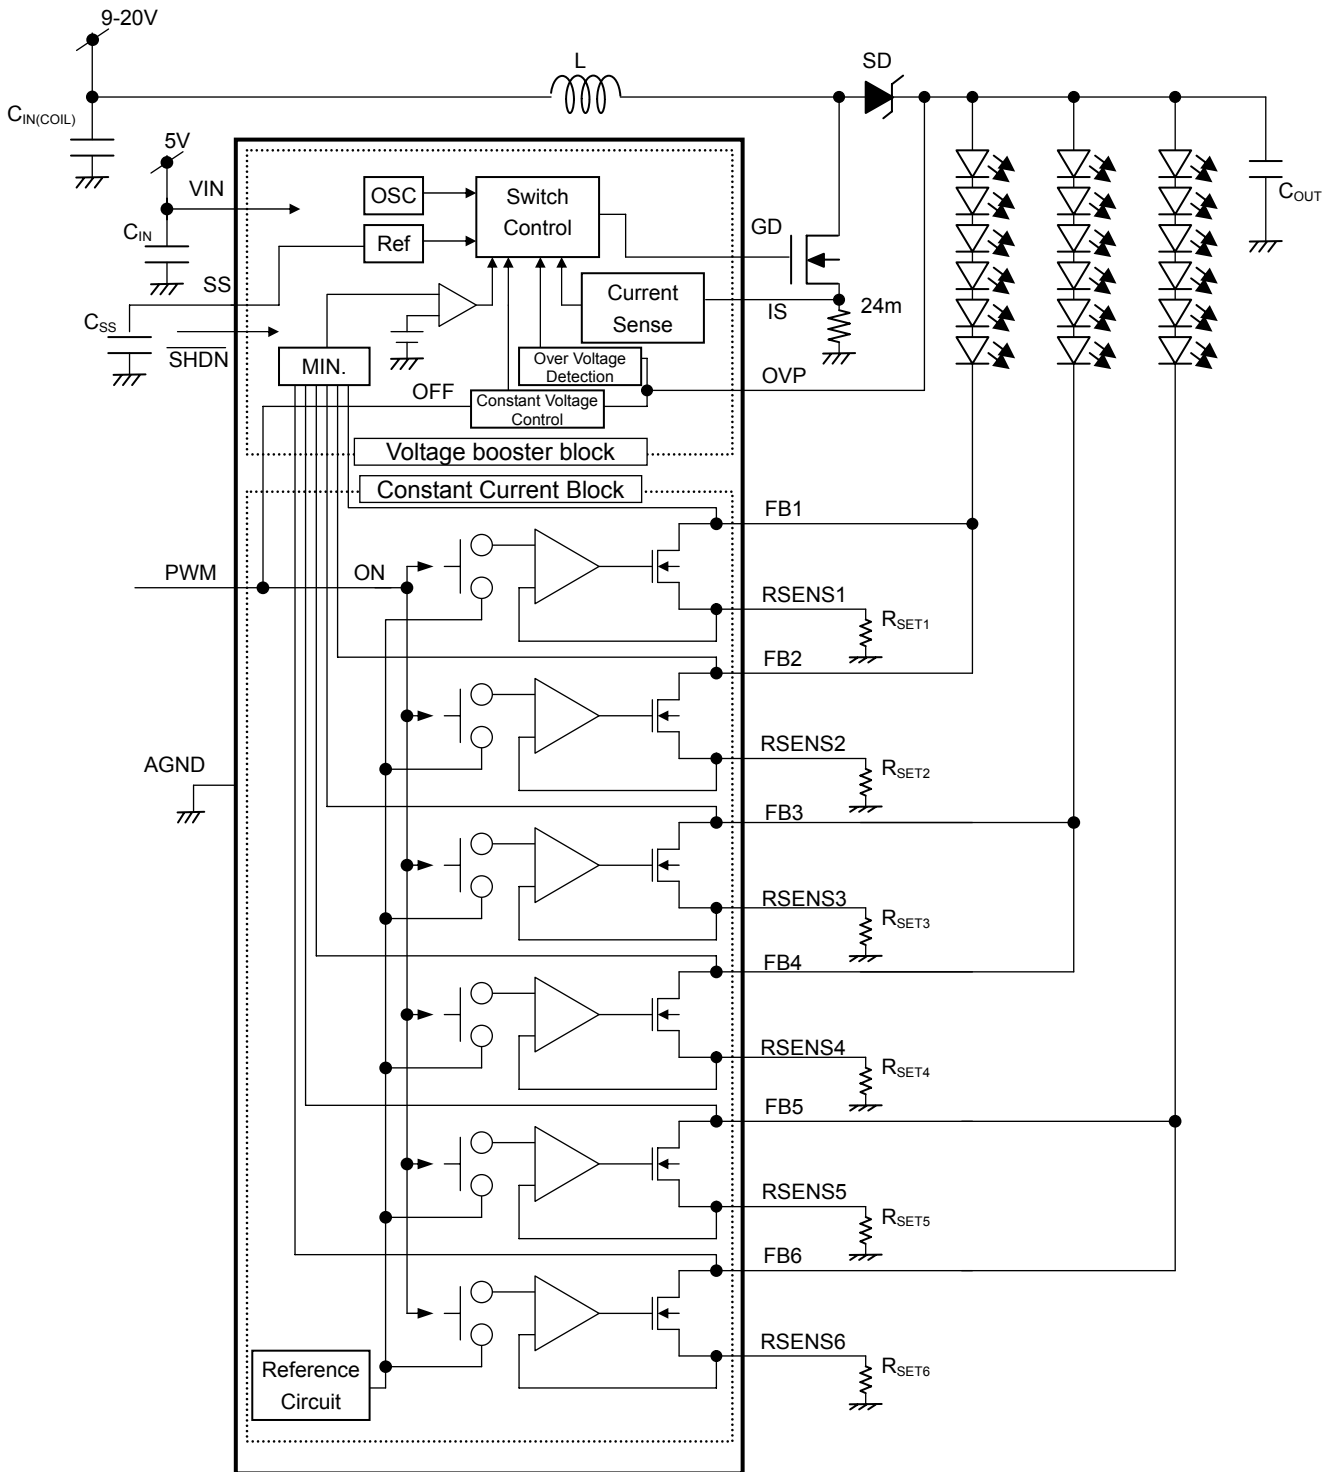 9-20V
L
SD
CIN(COIL)
5V
VIN
OSC
Switch
Control
COUT
CIN
Ref
GD
SS
Current
Sense
IS
24m
CSS
SHDN
MIN.
Over Voltage
Detection
OVP
OFF
Constant Voltage
Control
Voltage booster block
Constant Current Block
FB1
PWM
ON
RSENS1
RSET1
FB2
RSENS2
RSET2
AGND
FB3
RSENS3
RSET3
FB4
RSENS4
RSET4
FB5
RSENS5
RSET5
FB6
RSENS6
RSET6
Reference
Circuit